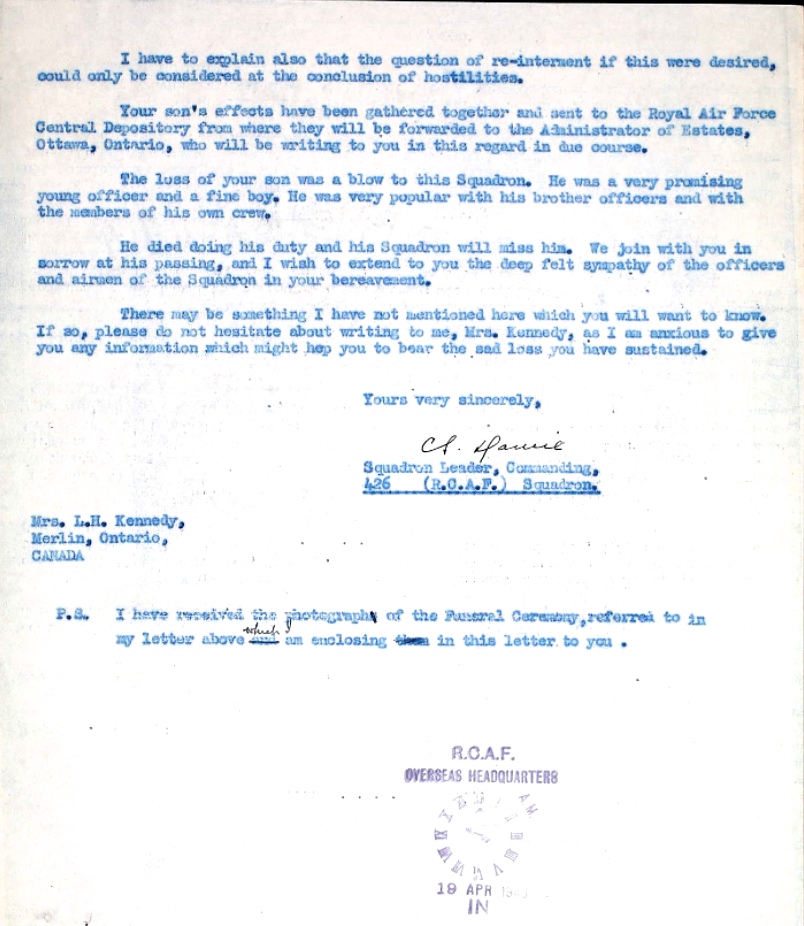 I have to explain also that the question of re-interment if this were desired,
could only be considered at the conclusion of hostilities.
Your son's effects have been gathered together and sent to the Royal Air Force
Central Depository from where they will be forwarded to the Administrator of Estates,
Ottawa, Ontario, who will be writing to you in this regard in due course.
The loss of your son was a blow to this Squadron. He was a very promising
young officer and a fine boy. He was very popular with his brother officers and with
the members of his own crew.
He died doing his duty and his Squadron will miss him. We join with you in
sorrow at his passing, and I wish to extend to you the deep felt sympathy of the officers
and airmen of the Squadron in your bereavement.
There may be something I have not mentioned here which you will want to know.
If so, please do not hesitate about writing to me, Mrs. Kennedy, as I am anxious to give
you any information which might hep you to bear the sad loss you have sustained.
Yours very sincerely,
Squadron Leader, Commanding,
426 (R.C.A.F.) Squadron.
Mrs. L.H. Kennedy,
Merlin, Ontario,
CANADA
P.S. I have received the photograph of the Funeral Ceremony, referred to in
my letter above and which I am enclosing them in this letter to you .
R.C.A.F.
OVERSEAS HEADQUARTERS
AM
19 APR
IN